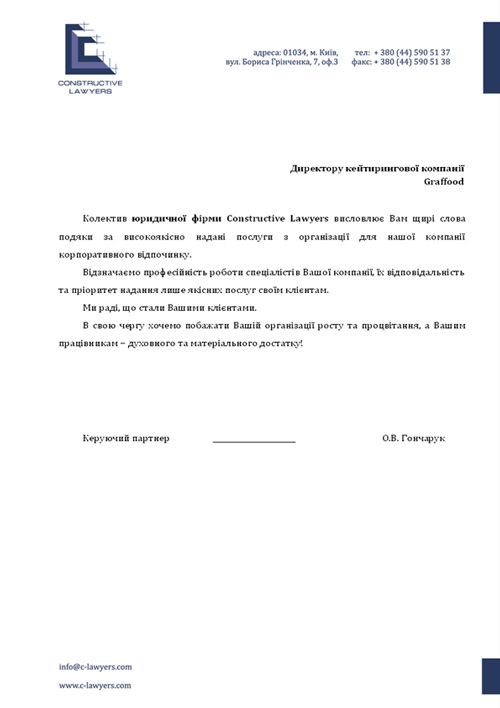 CONSTRUCTIVE
LAWYERS
адреса: 01034, м. Київ, тел: + 380 (44) 590 51 37
вул. Бориса Грінченка, 7, оф.3 факс: + 380 (44) 590 51 38
Директору кейтирингової компанії
Graffood
Колектив юридичної фірми Constructive Lawyers висловлює Вам щирі слова
подяки за високоякісно надані послуги з організації для нашої компанії
корпоративного відпочинку.
Відзначаємо професійність роботи спеціалістів Вашої компанії, їх відповідальність
та пріоритет надання лише якісних послуг своїм клієнтам.
Ми раді, що стали Вашими клієнтами.
В свою чергу хочемо побажати Вашій організації росту та процвітання, а Вашим
працівникам – духовного та матеріального достатку!
Керуючий партнер О.В. Гончарук
info@c-lawyers.com
www.c-lawyers.com